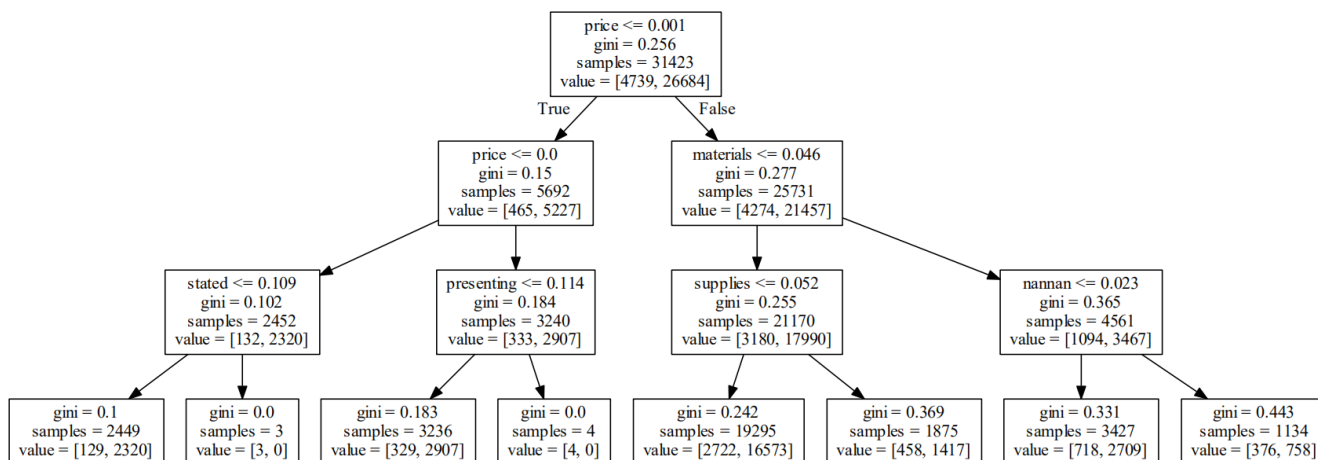 price <= 0.001
gini = 0.256
samples = 31423
value = [4739, 26684]
True
False
price <= 0.0
gini = 0.15
samples = 5692
value = [465, 5227]
materials <= 0.046
gini = 0.277
samples = 25731
value = [4274, 21457]
stated <= 0.109
gini = 0.102
samples = 2452
value = [132, 2320]
presenting <= 0.114
gini = 0.184
samples = 3240
value = [333, 2907]
supplies <= 0.052
gini = 0.255
samples = 21170
value = [3180, 17990]
nannan <= 0.023
gini = 0.365
samples = 4561
value = [1094, 3467]
gini = 0.1
samples = 2449
value = [129, 2320]
gini = 0.0
samples = 3
value = [3, 0]
gini = 0.183
samples = 3236
value = [329, 2907]
gini = 0.0
samples = 4
value = [4, 0]
gini = 0.242
samples = 19295
value = [2722, 16573]
gini = 0.369
samples = 1875
value = [458, 1417]
gini = 0.331
samples = 3427
value = [718, 2709]
gini = 0.443
samples = 1134
value = [376, 758]